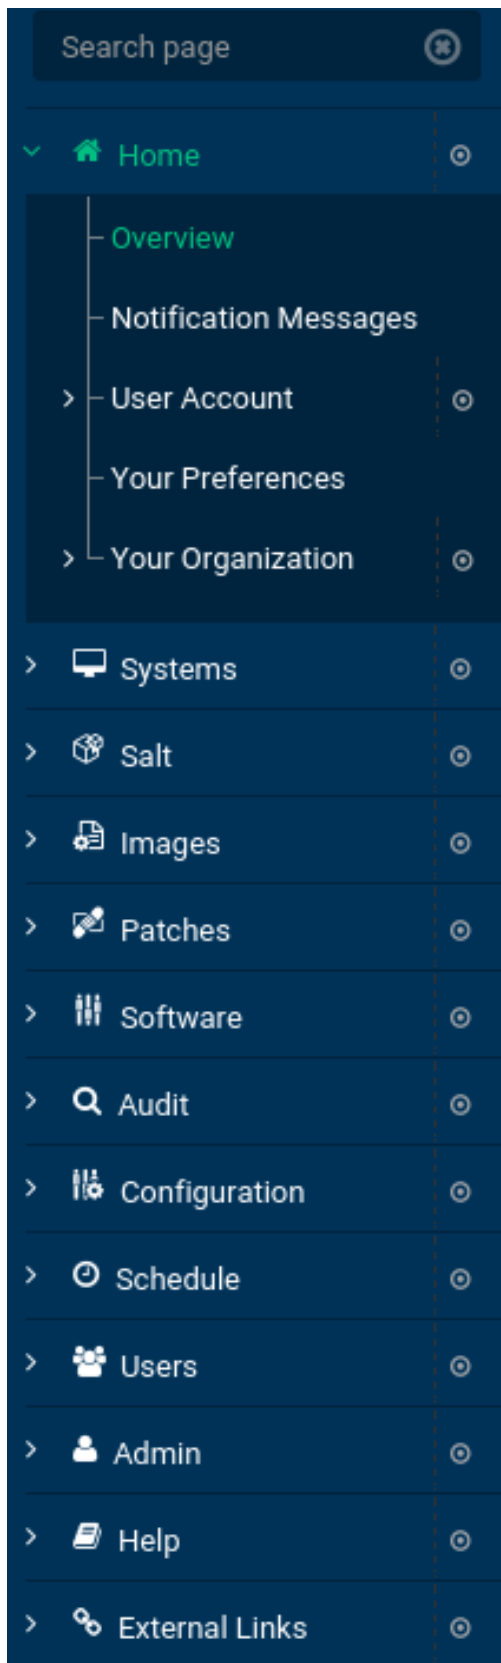 Search page
Home
Overview
Notification Messages
User Account
Your Preferences
Your Organization
Systems
Salt
Images
Patches
Software
Audit
Configuration
Schedule
Users
Admin
Help
External Links